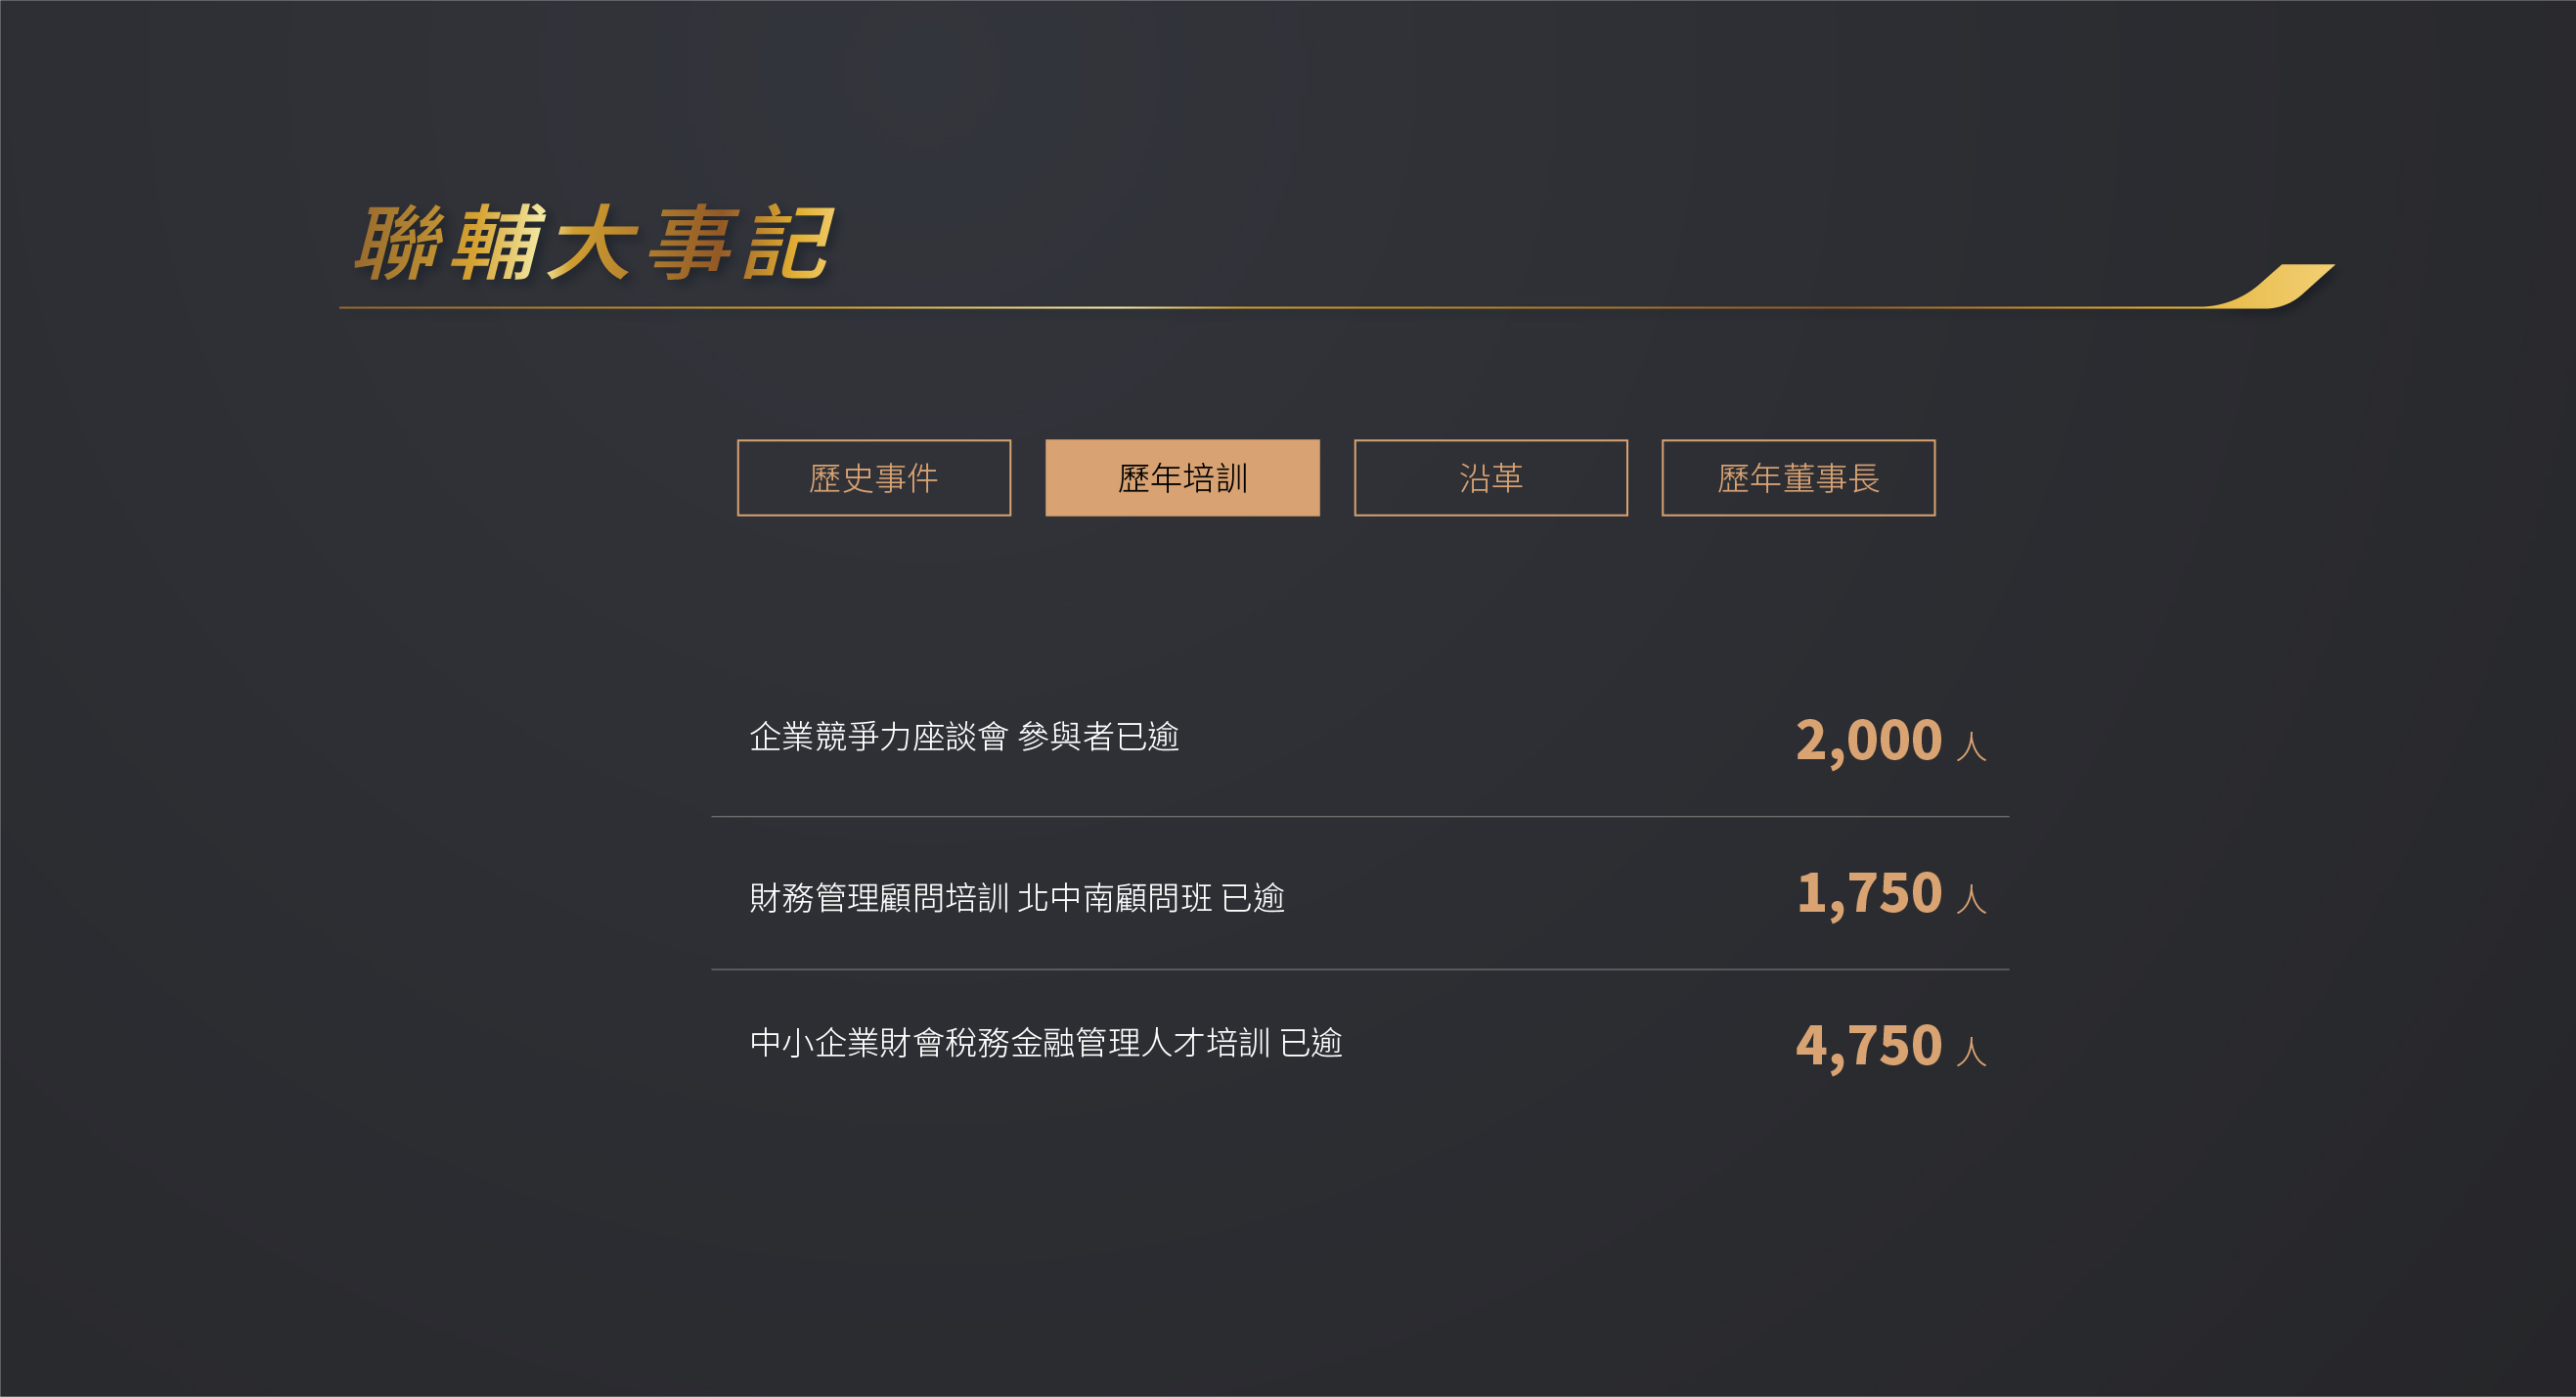 聯輔大事記
歷史事件 歷年培訓 沿革 歷年董事長
企業競爭力座談會 參與者已逾 2,000 人
財務管理顧問培訓 北中南顧問班 已逾 1,750 人
中小企業財會稅務金融管理人才培訓 已逾 4,750 人